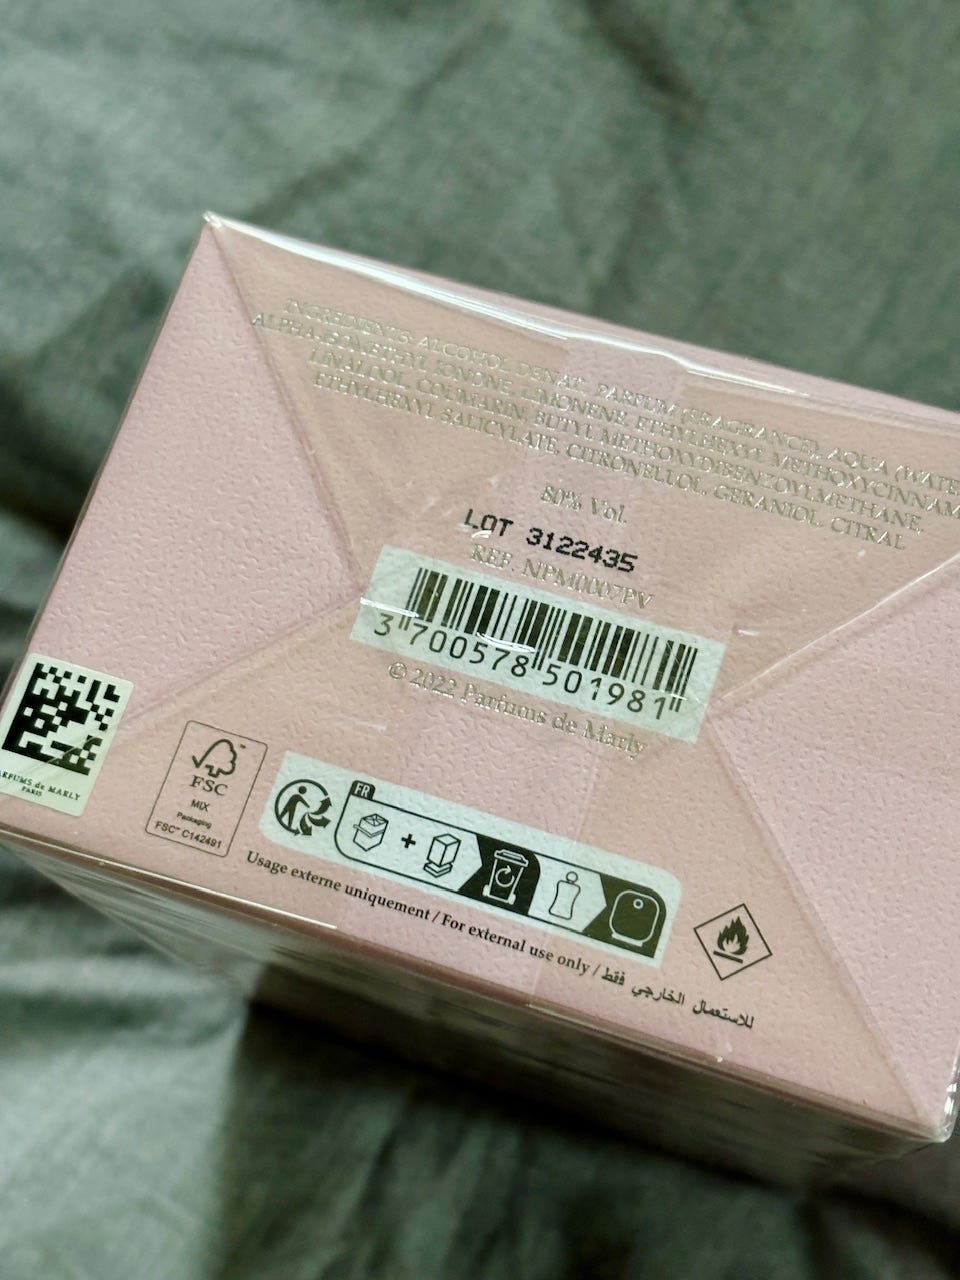 INGREDIENTS: ALCOHOL DENAT., PARFUM (FRAGRANCE), AQUA (WATE
ALPHA-ISOMETHYL IONONE, LIMONENE, ETHYLHEXYL METHOXYCINNAM
LINALOOL, COUMARIN, BUTYL METHOXYDIBENZOYLMETHANE,
ETHYLHEXYL SALICYLATE, CITRONELLOL, GERANIOL, CITRAL
80% Vol.
LOT 3122435
REF. NPM0007PV
3 700578 501981
© 2022 Parfums de Marly
PARFUMS de MARLY
PARIS
FSC™
MIX
Packaging
FSC™ C142491
FR
Usage externe uniquement / For external use only / للاستعمال الخارجي فقط